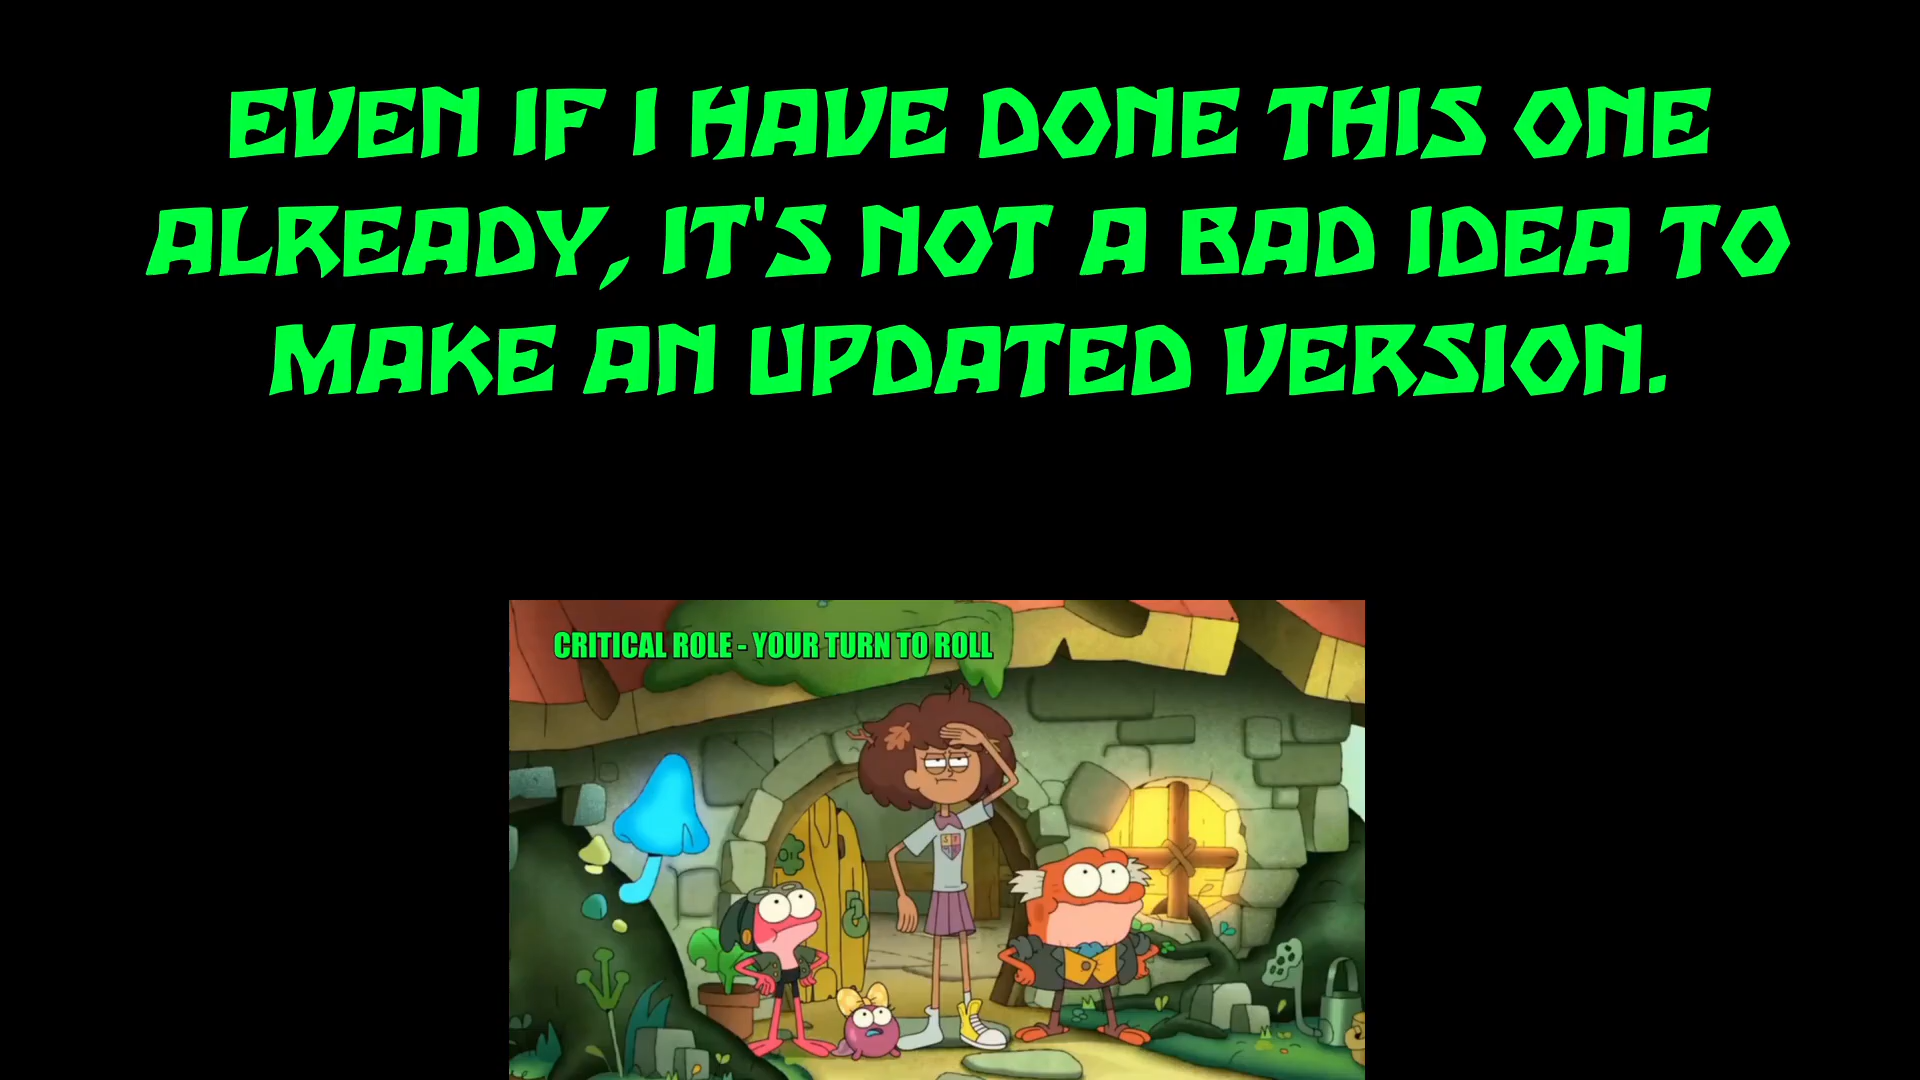 EVEN IF I HAVE DONE THIS ONE
ALREADY, IT'S NOT A BAD IDEA TO
MAKE AN UPDATED VERSION.
CRITICAL ROLE - YOUR TURN TO ROLL